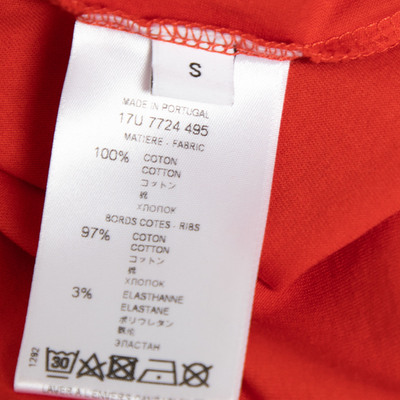 S
MADE IN PORTUGAL
17U 7724 495
MATIERE - FABRIC
100% COTON
COTTON
コットン
棉
ХЛОПОК
BORDS COTES - RIBS
97% COTON
COTTON
コットン
棉
ХЛОПОК
3% ELASTHANNE
ELASTANE
ポリウレタン
ЭЛАСТАН
1292
30
LAVER A L'ENVERS